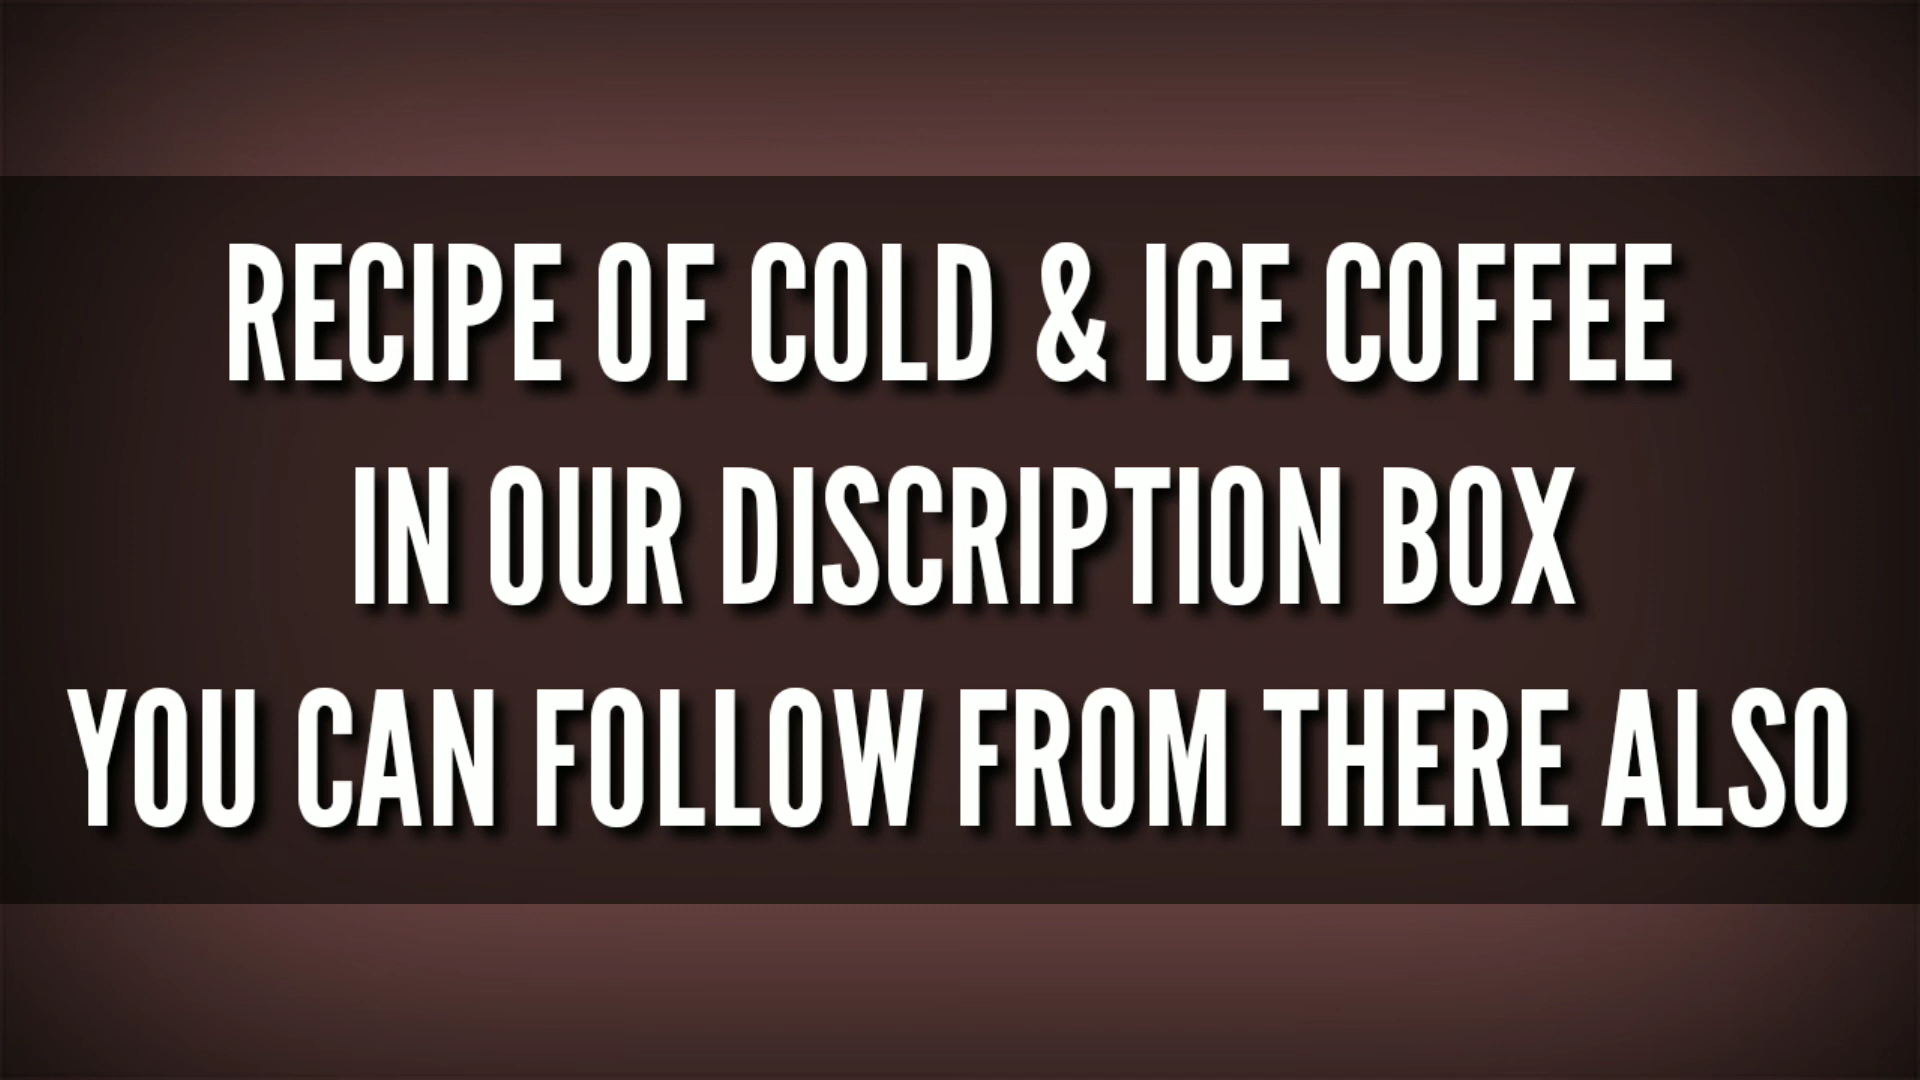 RECIPE OF COLD & ICE COFFEE
IN OUR DISCRIPTION BOX
YOU CAN FOLLOW FROM THERE ALSO